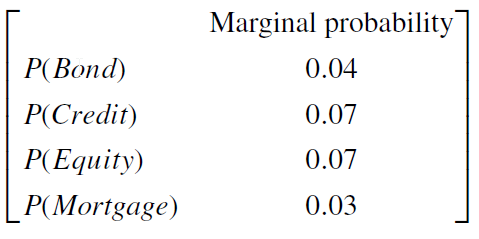 Marginal probability
P(Bond) 0.04
P(Credit) 0.07
P(Equity) 0.07
P(Mortgage) 0.03